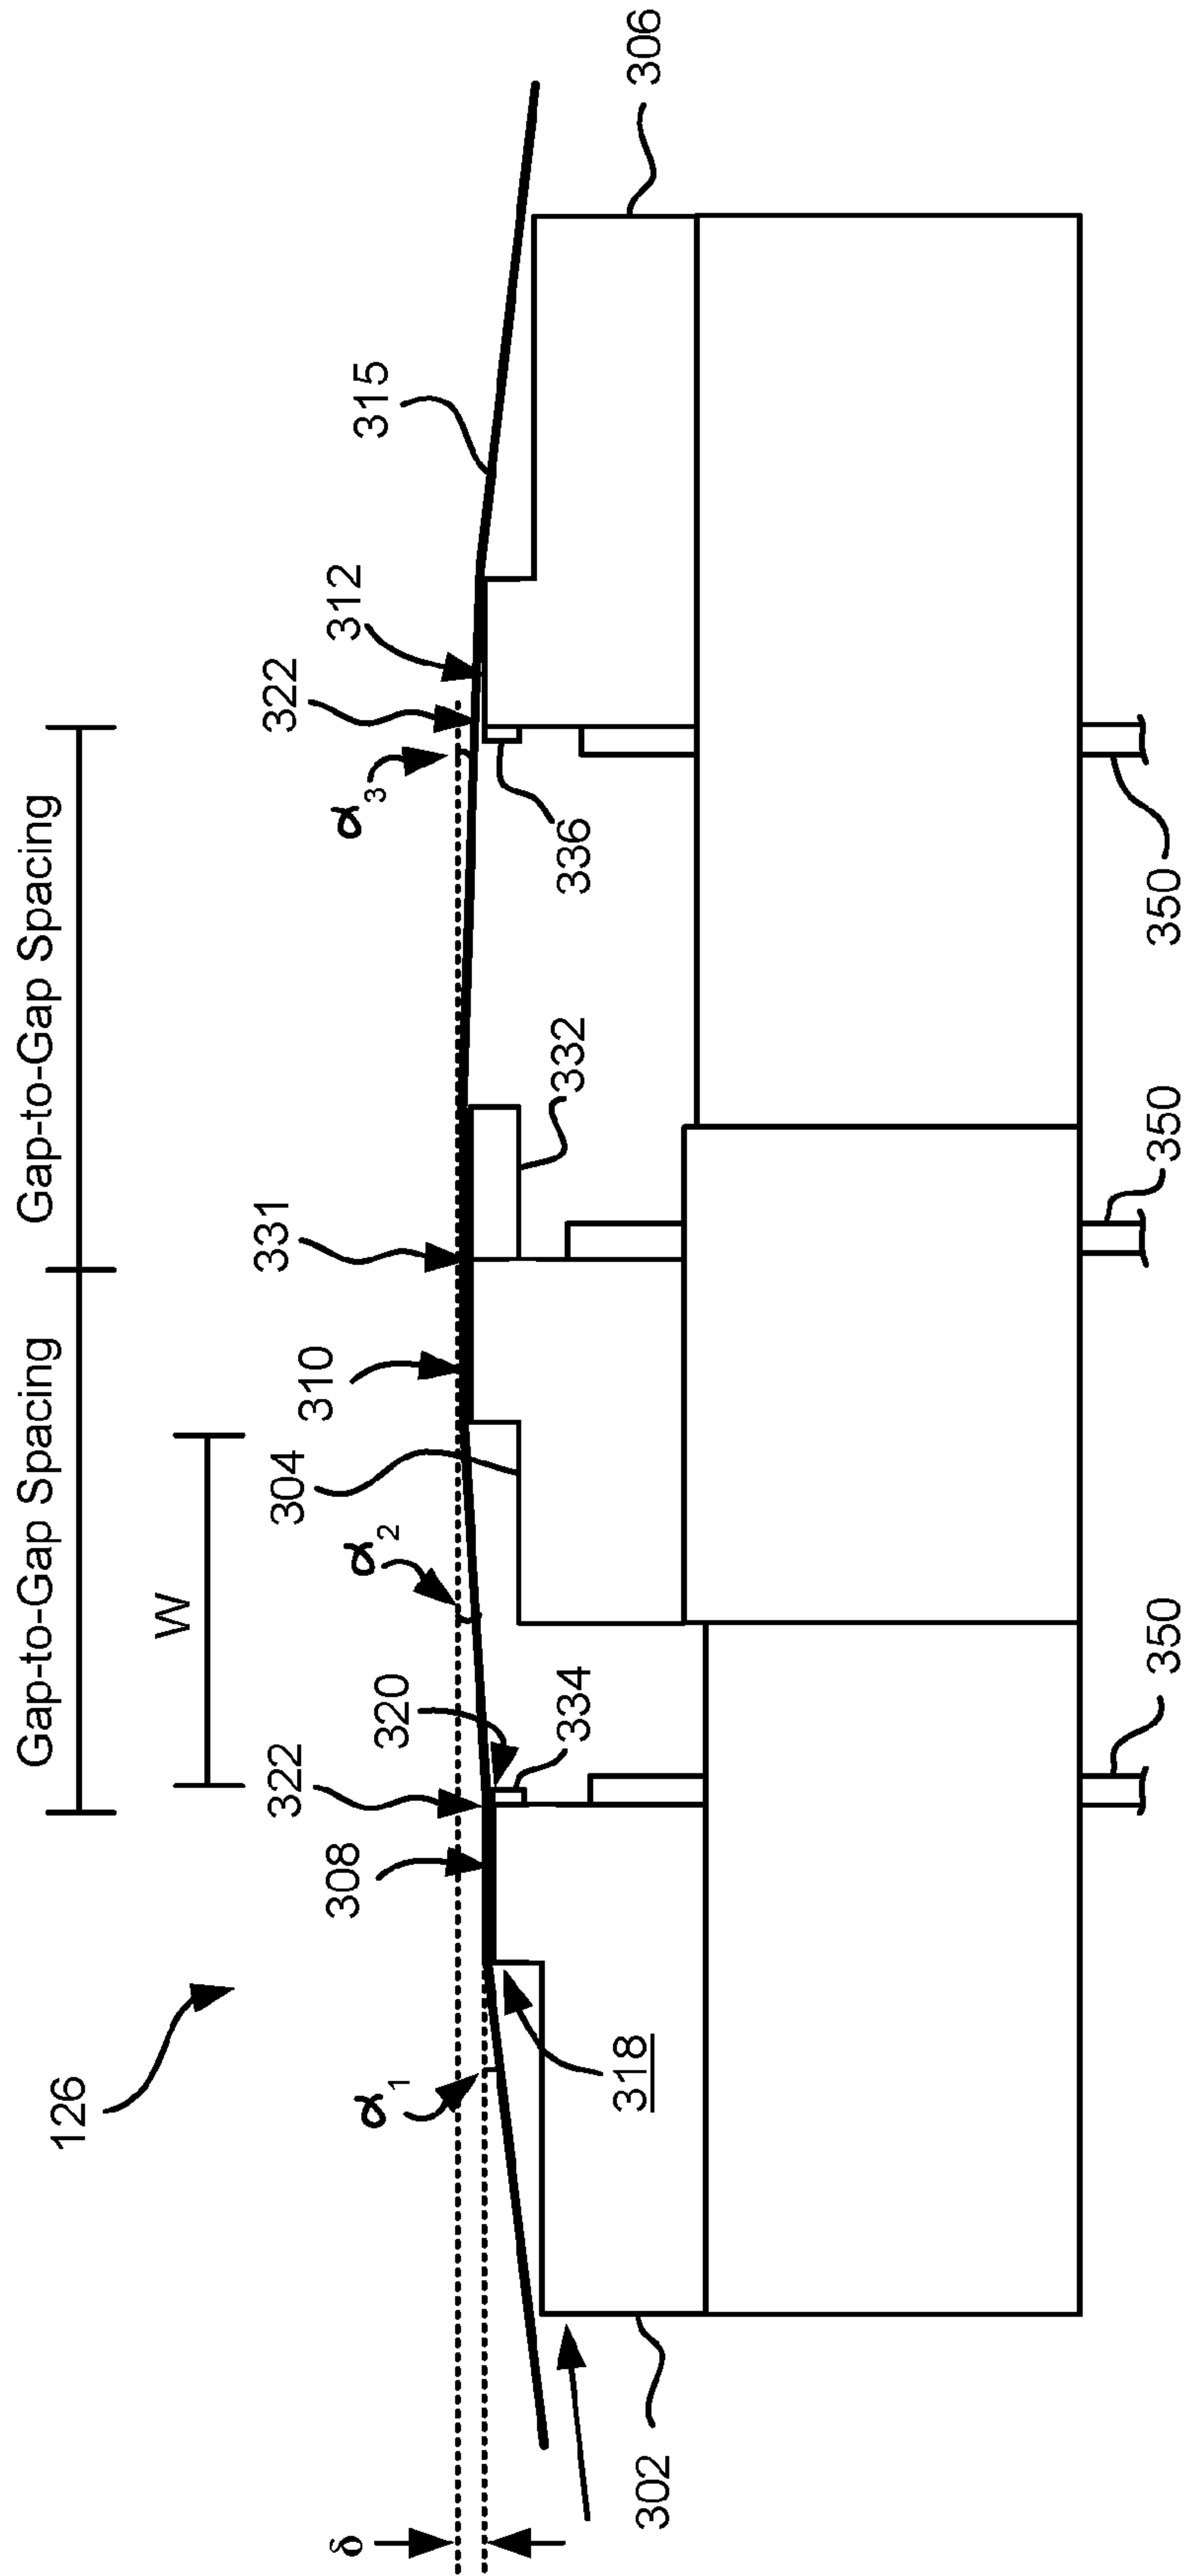 Gap-to-Gap Spacing
Gap-to-Gap Spacing
W
126
δ
α1
308
322
320
334
α2
304
310
331
332
α3
322
312
336
315
306
318
302
350
350
350